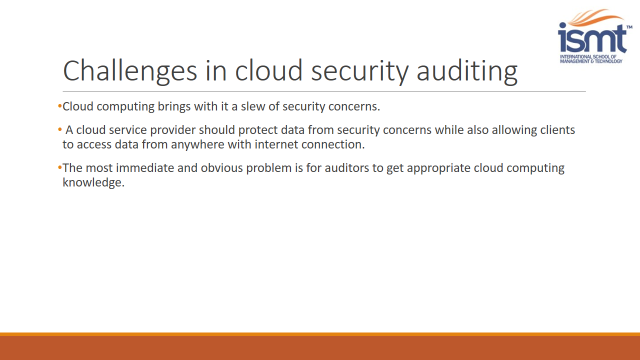 ismt™
INTERNATIONAL SCHOOL OF
MANAGEMENT & TECHNOLOGY
Challenges in cloud security auditing
•Cloud computing brings with it a slew of security concerns.
• A cloud service provider should protect data from security concerns while also allowing clients
to access data from anywhere with internet connection.
•The most immediate and obvious problem is for auditors to get appropriate cloud computing
knowledge.